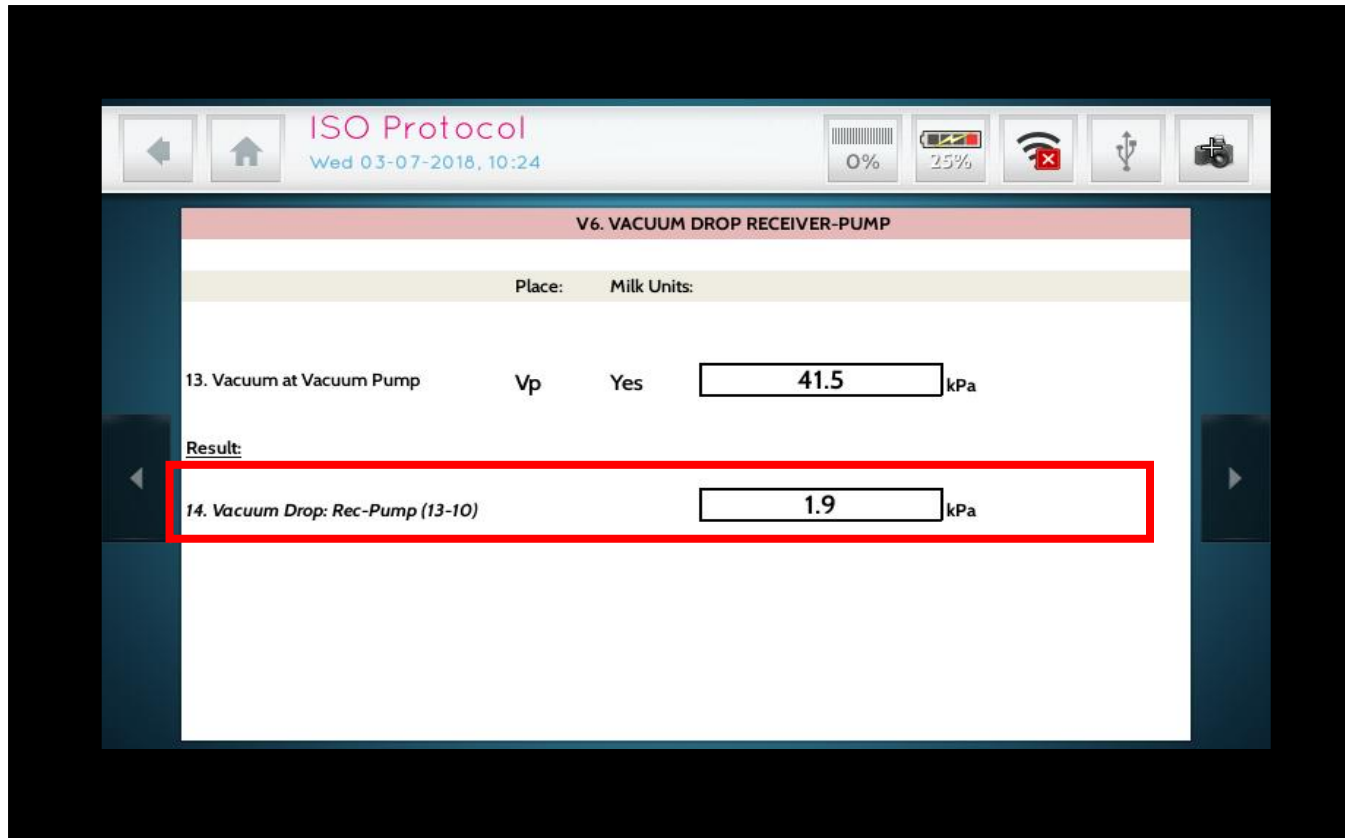 ISO Protocol
Wed 03-07-2018, 10:24
0%
25%
V6. VACUUM DROP RECEIVER-PUMP
Place: Milk Units:
13. Vacuum at Vacuum Pump Vp Yes 41.5 kPa
Result:
14. Vacuum Drop: Rec-Pump (13-10) 1.9 kPa